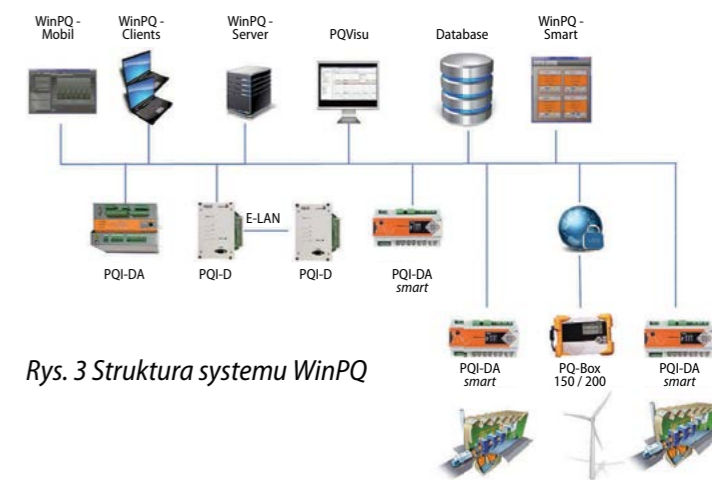 WinPQ -
Mobil
WinPQ -
Clients
WinPQ -
Server
PQVisu
Database
WinPQ -
Smart
E-LAN
PQI-DA
PQI-D
PQI-D
PQI-DA
smart
PQI-DA
smart
PQ-Box
150 / 200
PQI-DA
smart
Rys. 3 Struktura systemu WinPQ